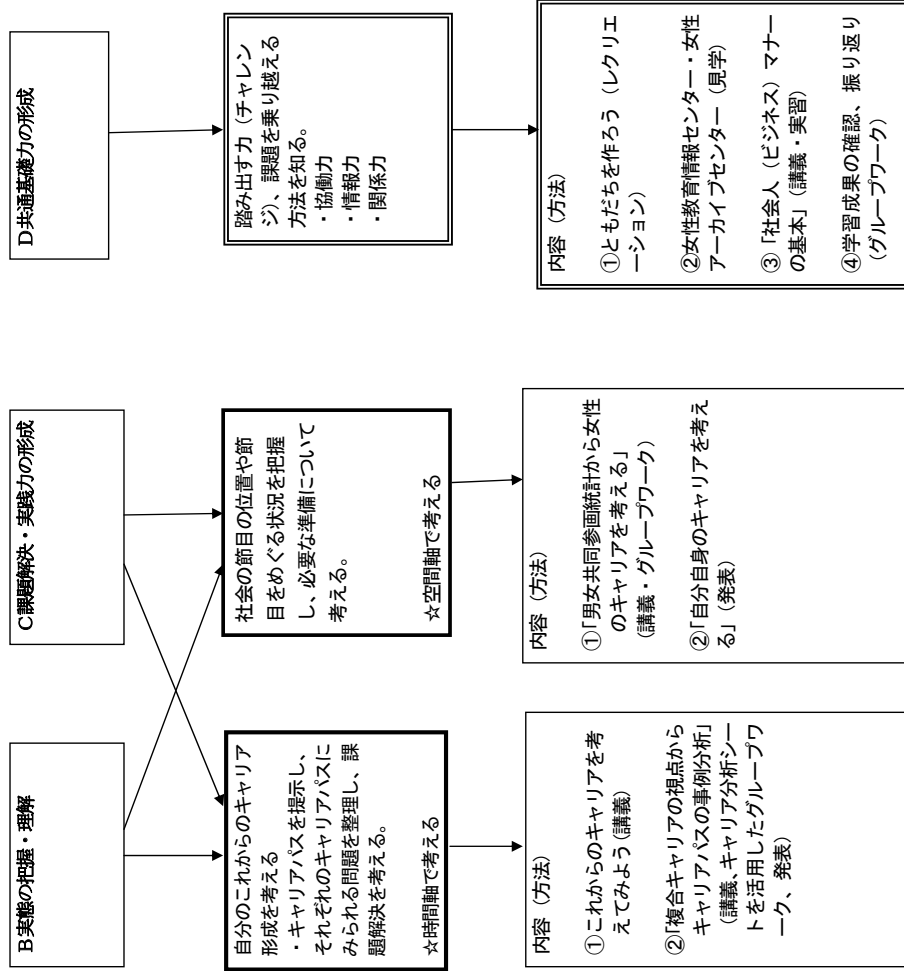 B実態の把握・理解
C課題解決・実践力の形成
D共通基礎力の形成
自分のこれからのキャリア
形成を考える
・キャリアパスを提示し、
それぞれのキャリアパスに
みられる問題を整理し、課
題解決を考える。
☆時間軸で考える
社会の節目の位置や節
目をめぐる状況を把握
し、必要な準備について
考える。
☆空間軸で考える
踏み出す力（チャレン
ジ）、課題を乗り越える
方法を知る。
・協働力
・情報力
・関係力
内容（方法）
①これからのキャリアを考
えてみよう(講義)
②「複合キャリアの視点から
キャリアパスの事例分析」
（講義、キャリア分析シー
トを活用したグループワ
ーク、発表）
内容（方法）
①「男女共同参画統計から女性
のキャリアを考える」
（講義・グループワーク）
②「自分自身のキャリアを考え
る」（発表）
内容（方法）
①ともだちを作ろう（レクリエ
ーション）
②女性教育情報センター・女性
アーカイブセンター（見学）
③「社会人（ビジネス）マナー
の基本」（講義・実習）
④学習成果の確認、振り返り
（グループワーク）